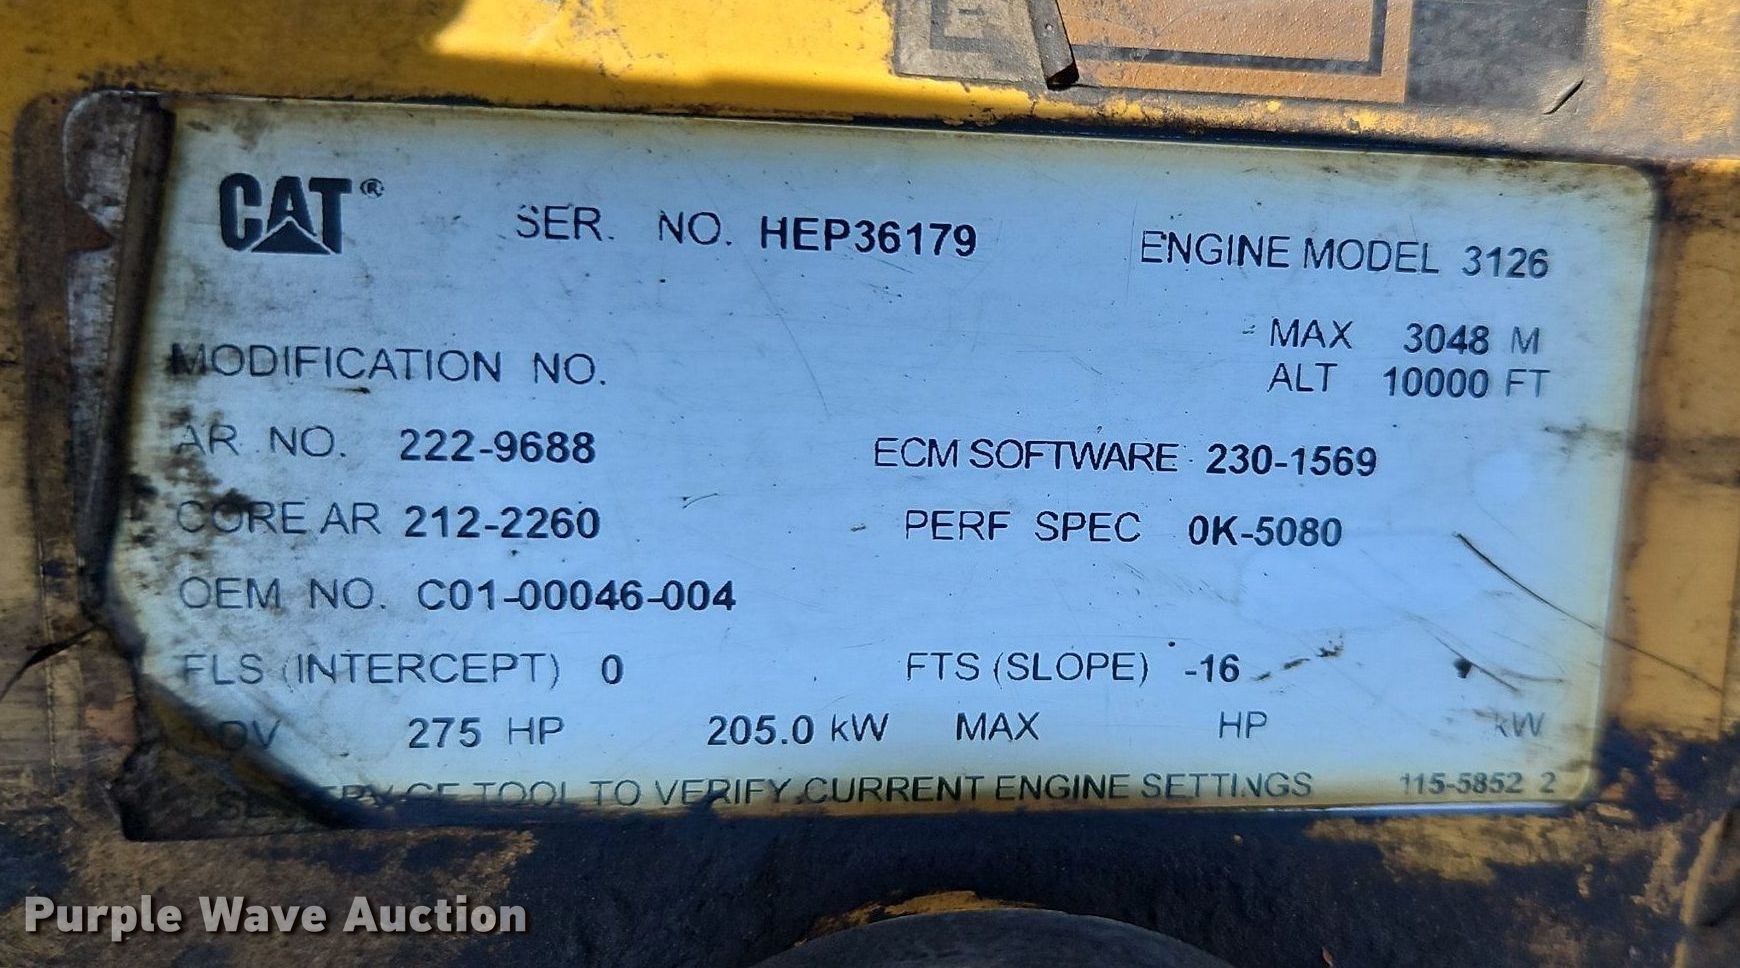 CAT® SER. NO. HEP36179 ENGINE MODEL 3126
MAX 3048 M
MODIFICATION NO.
ALT 10000 FT
AR NO. 222-9688 ECM SOFTWARE 230-1569
CORE AR 212-2260 PERF SPEC 0K-5080
OEM NO. C01-00046-004
FLS (INTERCEPT) 0 FTS (SLOPE) -16
ADV 275 HP 205.0 kW MAX HP kW
TOOL TO VERIFY CURRENT ENGINE SETTINGS 115-5852 2
Purple Wave Auction